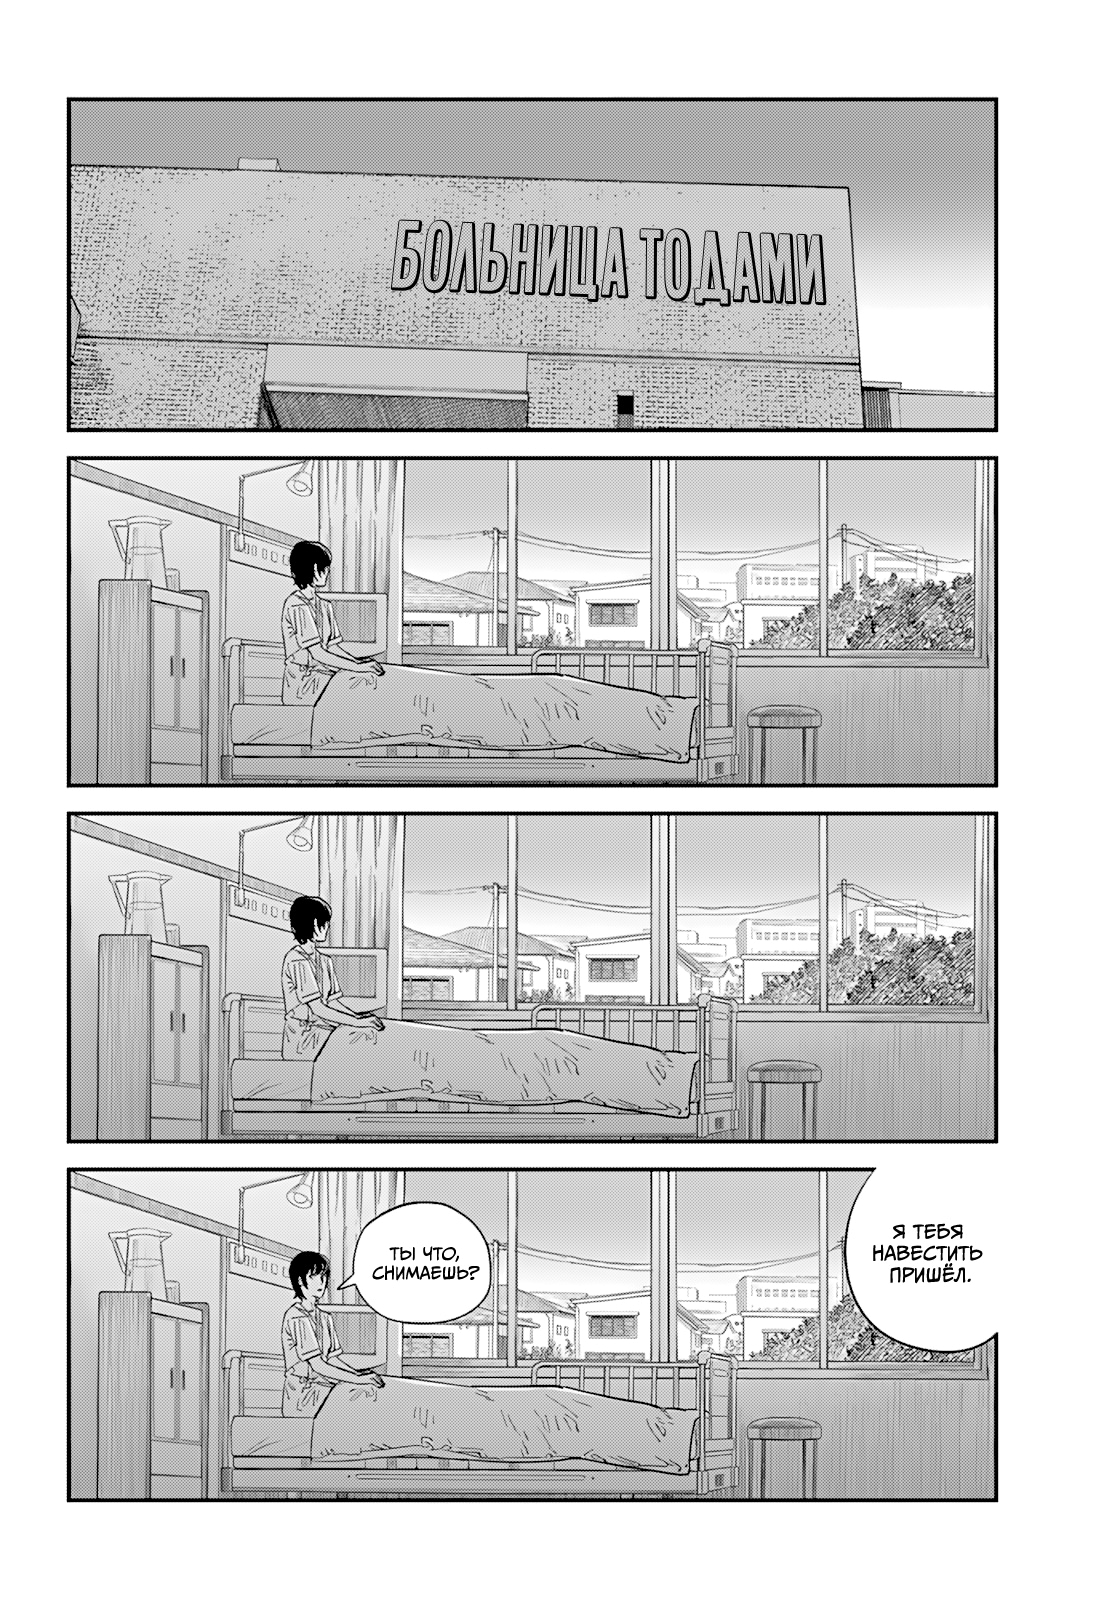 БОЛЬНИЦА ТОДАМИ
Я ТЕБЯ
НАВЕСТИТЬ
ПРИШЁЛ.
ТЫ ЧТО,
СНИМАЕШЬ?